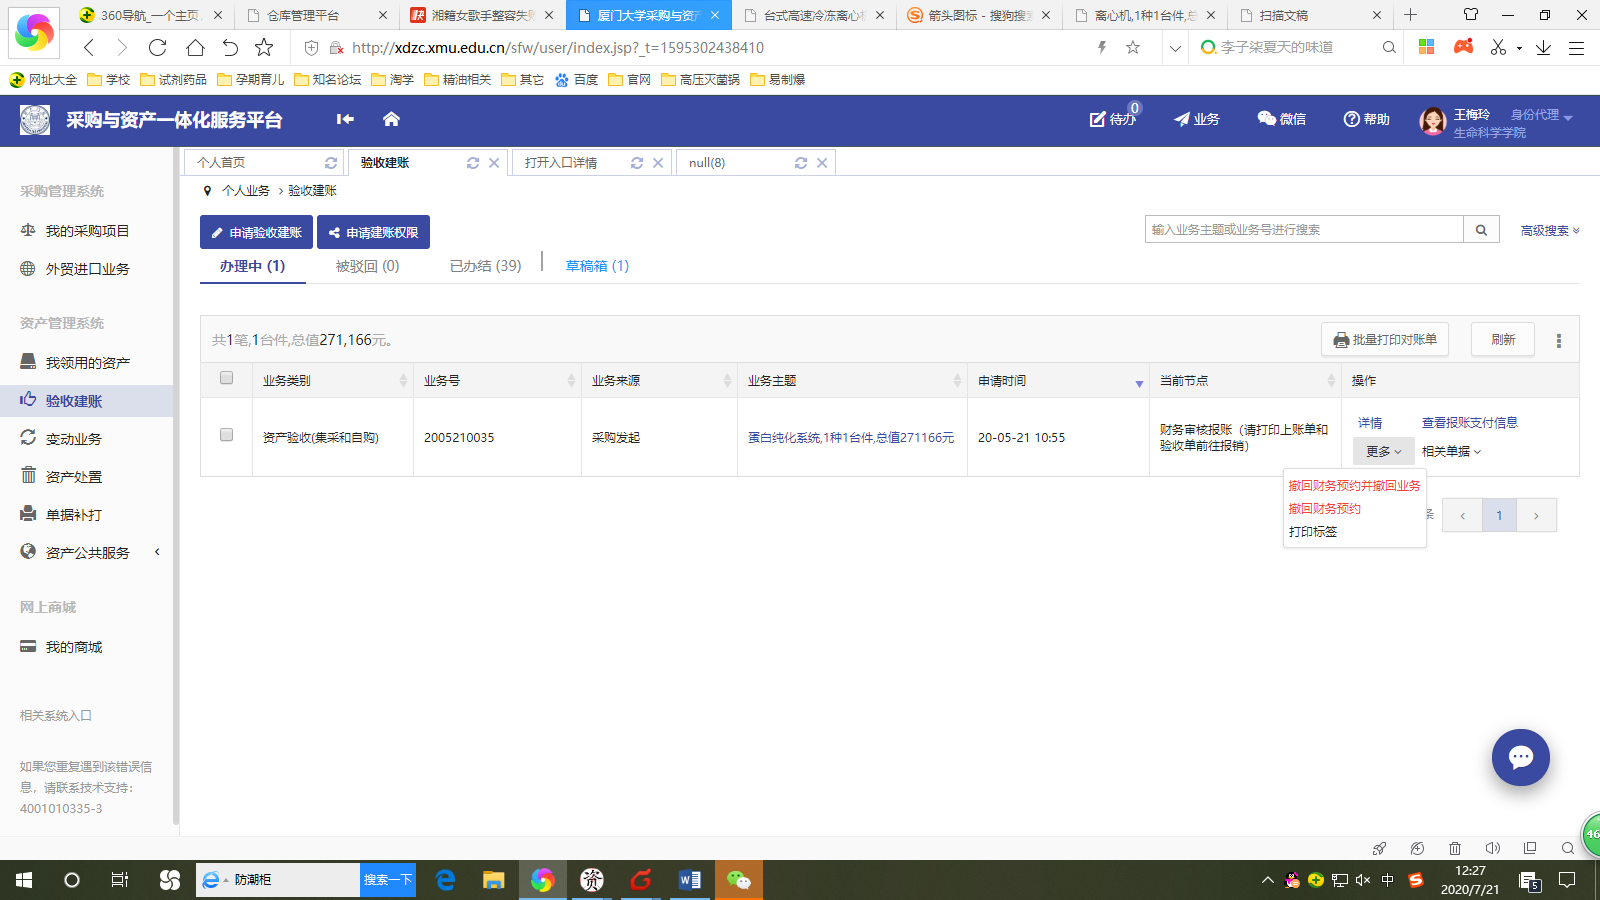 360导航_一个主页
仓库管理平台
湘籍女歌手整容失败
厦门大学采购与资产
台式高速冷冻离心机
箭头图标 - 搜狗搜索
离心机,1种1台件,总
扫描文稿
http://xdzc.xmu.edu.cn/sfw/user/index.jsp?_t=1595302438410
李子柒夏天的味道
网址大全 学校 试剂药品 孕期育儿 知名论坛 淘学 精油相关 其它 百度 官网 高压灭菌锅 易制爆
采购与资产一体化服务平台
待办 0
业务
微信
帮助
王梅玲 身份代理
生命科学学院
个人首页
验收建账
打开入口详情
null(8)
个人业务 > 验收建账
采购管理系统
我的采购项目
外贸进口业务
资产管理系统
我领用的资产
验收建账
变动业务
资产处置
单据补打
资产公共服务
网上商城
我的商城
相关系统入口
如果您重复遇到该错误信
息，请联系技术支持：
4001010335-3
申请验收建账
申请建账权限
输入业务主题或业务号进行搜索
高级搜索
办理中 (1)
被驳回 (0)
已办结 (39)
草稿箱 (1)
共1笔,1台件,总值271,166元。
批量打印对账单
刷新
业务类别 业务号 业务来源 业务主题 申请时间 当前节点 操作
资产验收(集采和自购)
2005210035
采购发起
蛋白纯化系统,1种1台件,总值271166元
20-05-21 10:55
财务审核报账（请打印上账单和
验收单前往报销）
详情
查看报账支付信息
更多
相关单据
撤回财务预约并撤回业务
撤回财务预约
打印标签
条
‹ 1 ›
46
防潮柜
搜索一下
资
中
12:27
2020/7/21
5